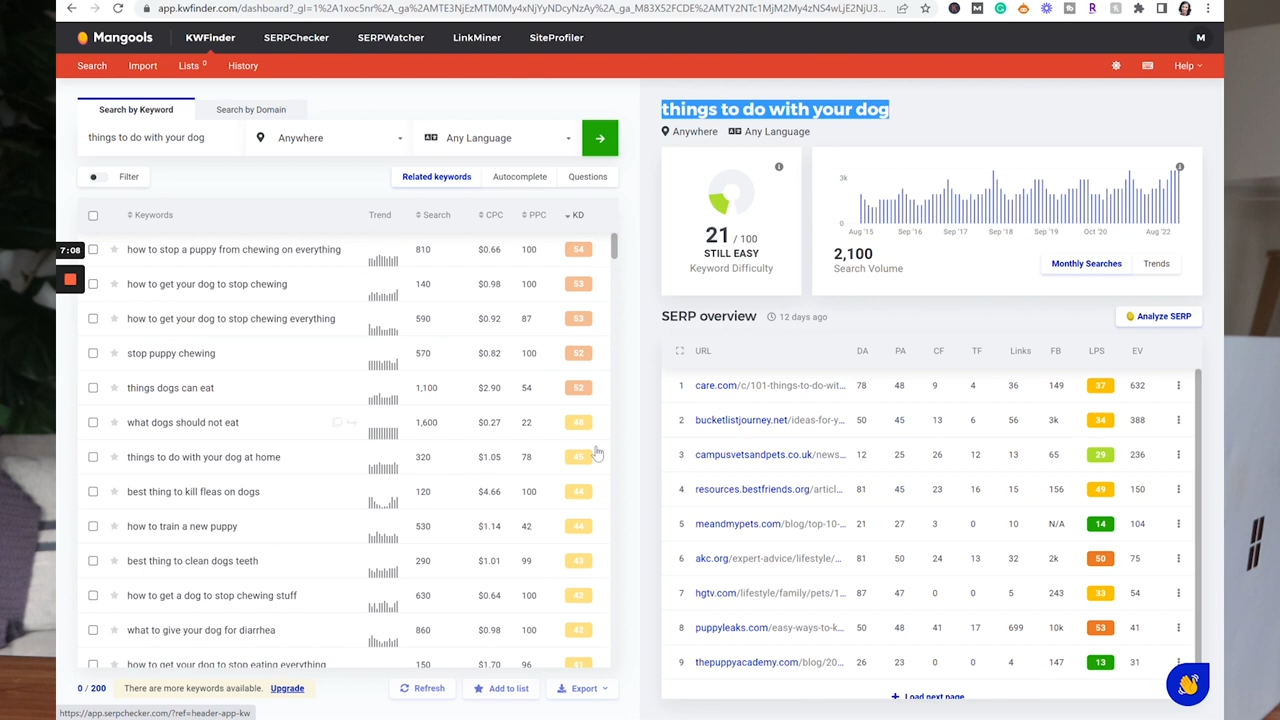 app.kwfinder.com/dashboard?_gl=1%2A1xoc5nr%2A_ga%2AMTE3NjEzMTM0My4xNjYyNDcyNzAy%2A_ga_M83X52FCDE%2AMTY2NTc1MjM2My4zNS4wLjE2NjU3...
Mangools KWFinder SERPChecker SERPWatcher LinkMiner SiteProfiler M
Search Import Lists 0 History Help
Search by Keyword Search by Domain
things to do with your dog Anywhere Any Language
Filter Related keywords Autocomplete Questions
Keywords Trend Search CPC PPC KD
7:08
how to stop a puppy from chewing on everything 810 $0.66 100 54
how to get your dog to stop chewing 140 $0.98 100 53
how to get your dog to stop chewing everything 590 $0.92 87 53
stop puppy chewing 570 $0.82 100 52
things dogs can eat 1,100 $2.90 54 52
what dogs should not eat 1,600 $0.27 22 46
things to do with your dog at home 320 $1.05 78 45
best thing to kill fleas on dogs 120 $4.66 100 44
how to train a new puppy 530 $1.14 42 44
best thing to clean dogs teeth 290 $1.01 99 43
how to get a dog to stop chewing stuff 630 $0.64 100 42
what to give your dog for diarrhea 860 $0.98 100 42
how to get your dog to stop eating everything 150 $1.70 96 41
0 / 200 There are more keywords available. Upgrade Refresh Add to list Export
https://app.serpchecker.com/?ref=header-app-kw
things to do with your dog
Anywhere Any Language
21 / 100
STILL EASY
Keyword Difficulty
3k
0
Aug '15 Sep '16 Sep '17 Sep '18 Sep '19 Oct '20 Aug '22
2,100
Search Volume
Monthly Searches Trends
SERP overview 12 days ago Analyze SERP
URL DA PA CF TF Links FB LPS EV
1 care.com/c/101-things-to-do-wit... 78 48 9 4 36 149 37 632
2 bucketlistjourney.net/ideas-for-y... 50 45 13 6 56 3k 34 388
3 campusvetsandpets.co.uk/news... 12 25 26 12 13 65 29 236
4 resources.bestfriends.org/articl... 81 45 23 16 15 156 49 150
5 meandmypets.com/blog/top-10-... 21 27 3 0 10 N/A 14 104
6 akc.org/expert-advice/lifestyle/... 81 50 24 13 32 2k 50 75
7 hgtv.com/lifestyle/family/pets/1... 87 47 0 0 5 243 33 54
8 puppyleaks.com/easy-ways-to-k... 50 48 41 17 699 10k 53 41
9 thepuppyacademy.com/blog/20... 26 23 0 0 4 147 13 31
Load next page